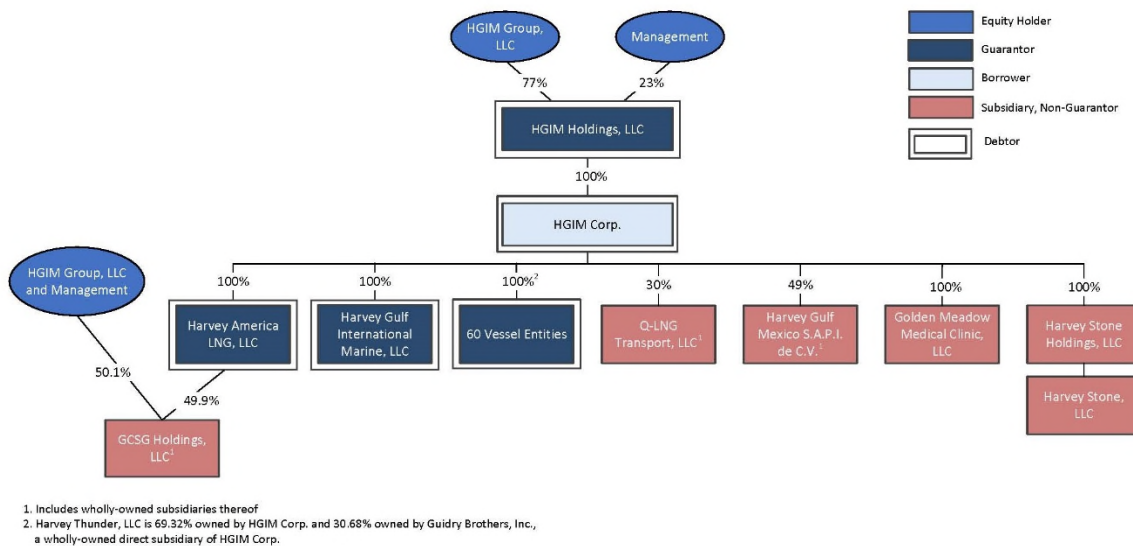 HGIM Group,
LLC
Management
Equity Holder
Guarantor
Borrower
Subsidiary, Non-Guarantor
Debtor
77%
23%
HGIM Holdings, LLC
100%
HGIM Corp.
HGIM Group, LLC
and Management
100%
100%
100%2
30%
49%
100%
100%
Harvey America
LNG, LLC
Harvey Gulf
International
Marine, LLC
60 Vessel Entities
Q-LNG
Transport, LLC1
Harvey Gulf
Mexico S.A.P.I.
de C.V.1
Golden Meadow
Medical Clinic,
LLC
Harvey Stone
Holdings, LLC
Harvey Stone,
LLC
50.1%
49.9%
GCSG Holdings,
LLC1
1. Includes wholly-owned subsidiaries thereof
2. Harvey Thunder, LLC is 69.32% owned by HGIM Corp. and 30.68% owned by Guidry Brothers, Inc.,
a wholly-owned direct subsidiary of HGIM Corp.